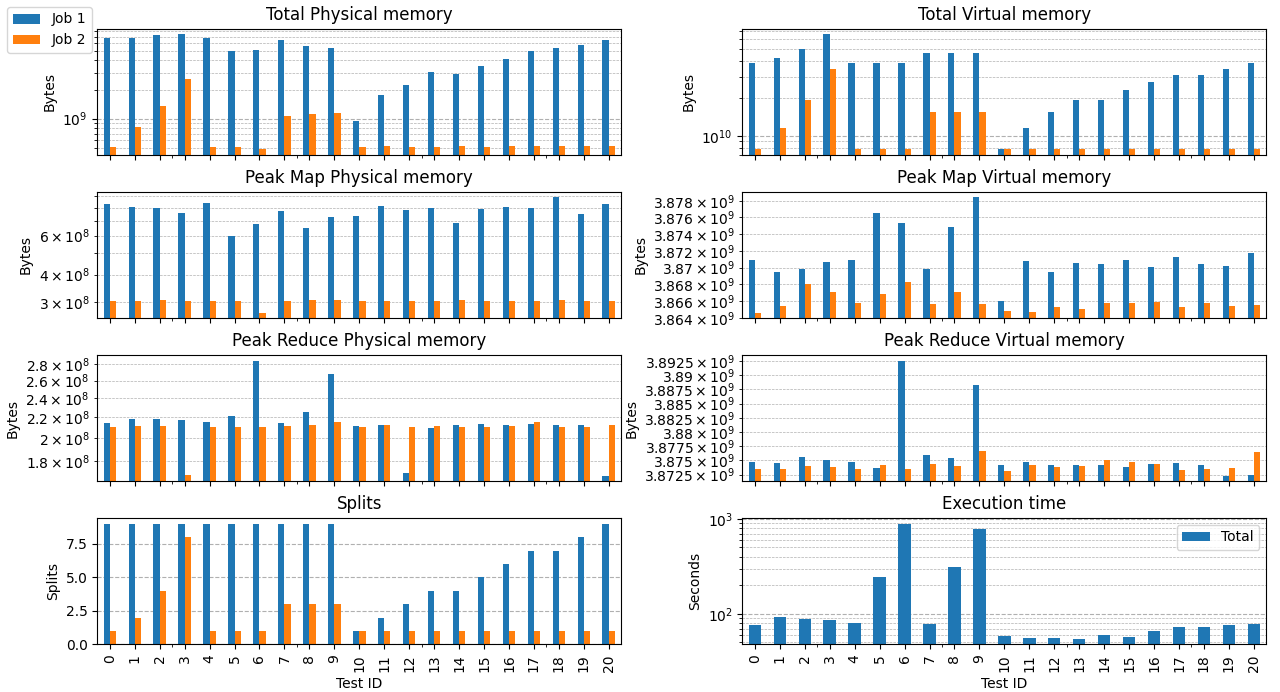 Job 1
Job 2
Total Physical memory
Bytes
10^9
Total Virtual memory
Bytes
10^10
Peak Map Physical memory
Bytes
6 × 10^8
4 × 10^8
3 × 10^8
Peak Map Virtual memory
Bytes
3.878 × 10^9
3.876 × 10^9
3.874 × 10^9
3.872 × 10^9
3.87 × 10^9
3.868 × 10^9
3.866 × 10^9
3.864 × 10^9
Peak Reduce Physical memory
Bytes
2.8 × 10^8
2.6 × 10^8
2.4 × 10^8
2.2 × 10^8
2 × 10^8
1.8 × 10^8
Peak Reduce Virtual memory
Bytes
3.8925 × 10^9
3.89 × 10^9
3.8875 × 10^9
3.885 × 10^9
3.8825 × 10^9
3.88 × 10^9
3.8775 × 10^9
3.875 × 10^9
3.8725 × 10^9
Splits
Splits
7.5
5.0
2.5
0.0
0 1 2 3 4 5 6 7 8 9 10 11 12 13 14 15 16 17 18 19 20
Test ID
Execution time
Total
Seconds
10^3
10^2
0 1 2 3 4 5 6 7 8 9 10 11 12 13 14 15 16 17 18 19 20
Test ID